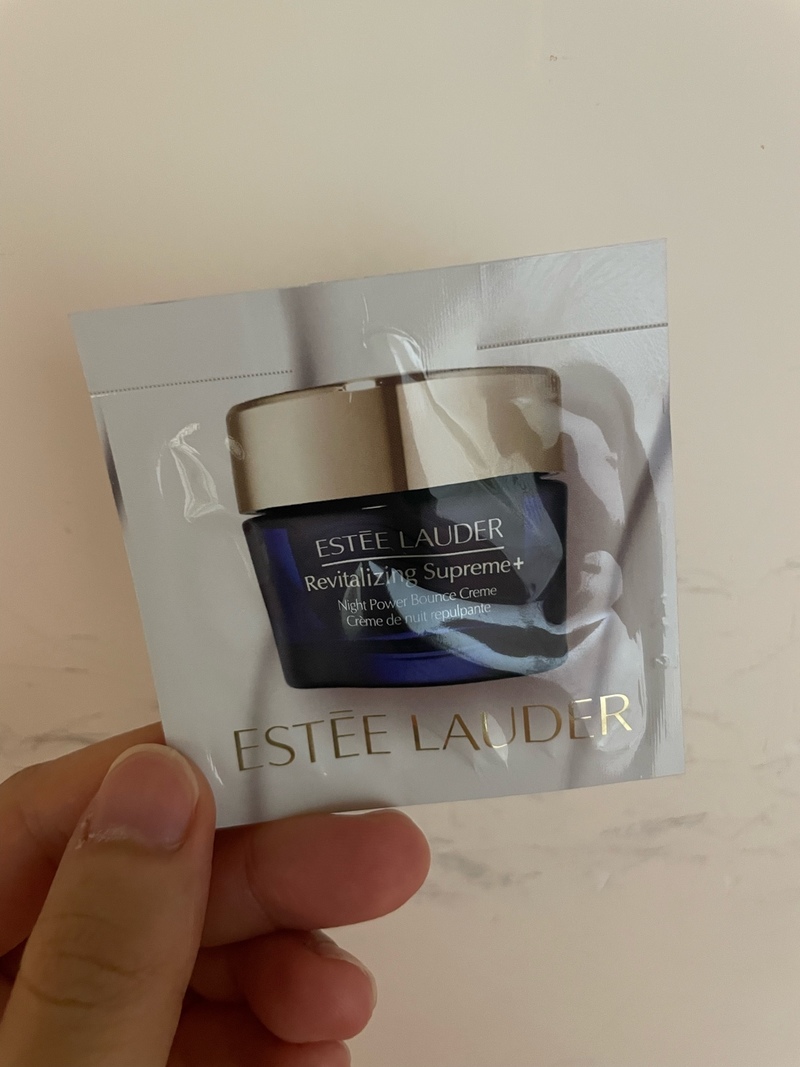 ESTĒE LAUDER
Revitalizing Supreme+
Night Power Bounce Creme
Crème de nuit repulpante
ESTĒE LAUDER